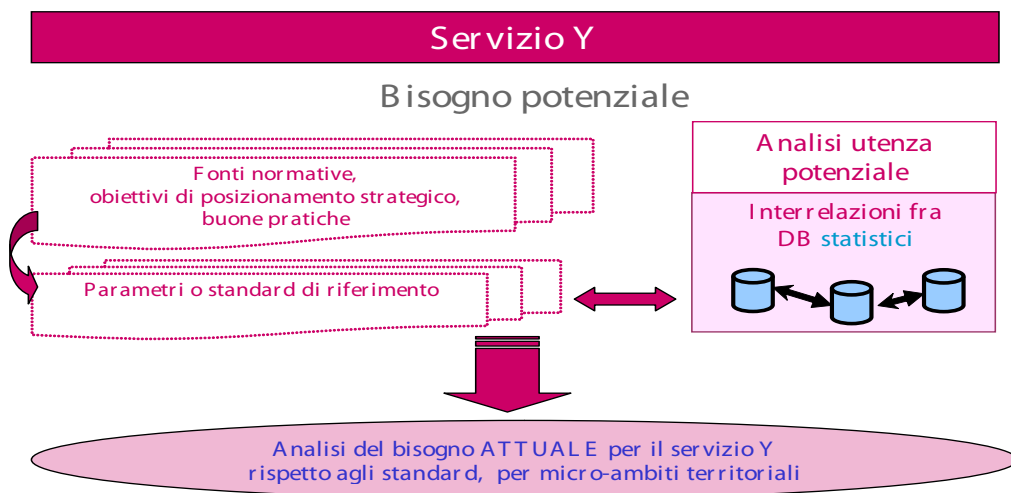 Servizio Y
Bisogno potenziale
Fonti normative,
obiettivi di posizionamento strategico,
buone pratiche
Parametri o standard di riferimento
Analisi utenza
potenziale
Interrelazioni fra
DB statistici
Analisi del bisogno ATTUALE per il servizio Y
rispetto agli standard, per micro-ambiti territoriali